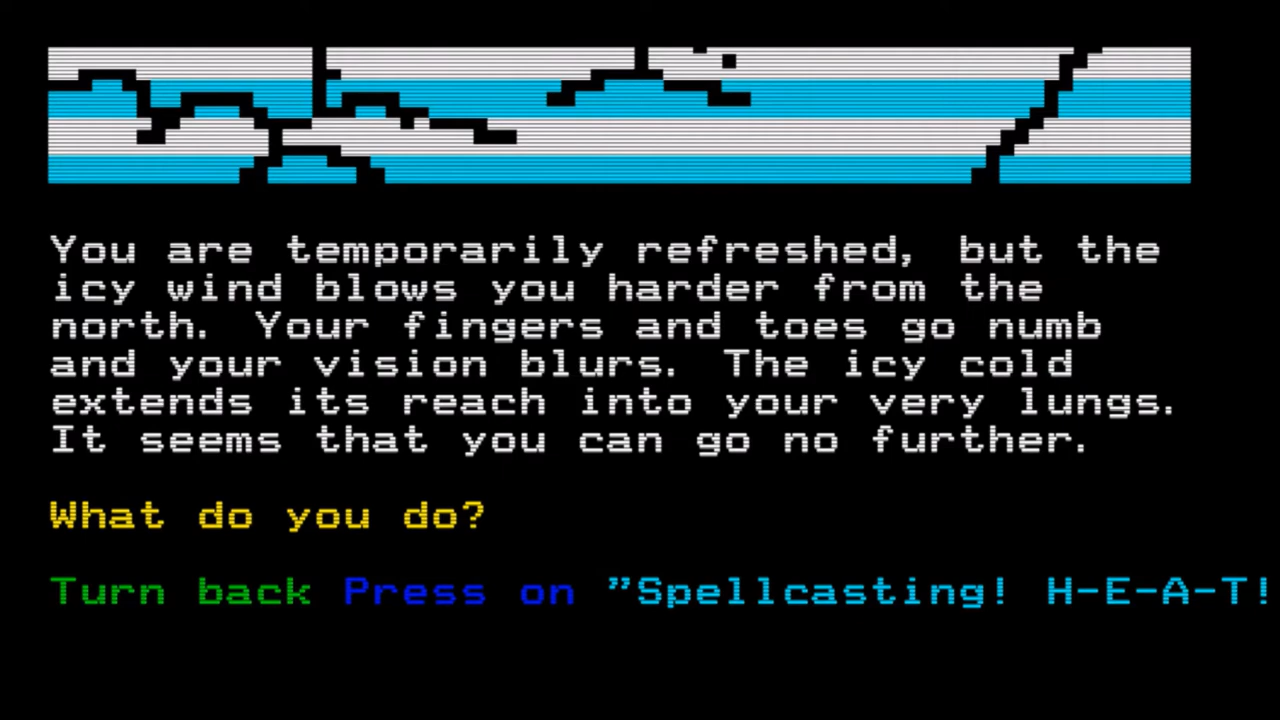 You are temporarily refreshed, but the
icy wind blows you harder from the
north. Your fingers and toes go numb
and your vision blurs. The icy cold
extends its reach into your very lungs.
It seems that you can go no further.
What do you do?
Turn back Press on "Spellcasting! H-E-A-T!